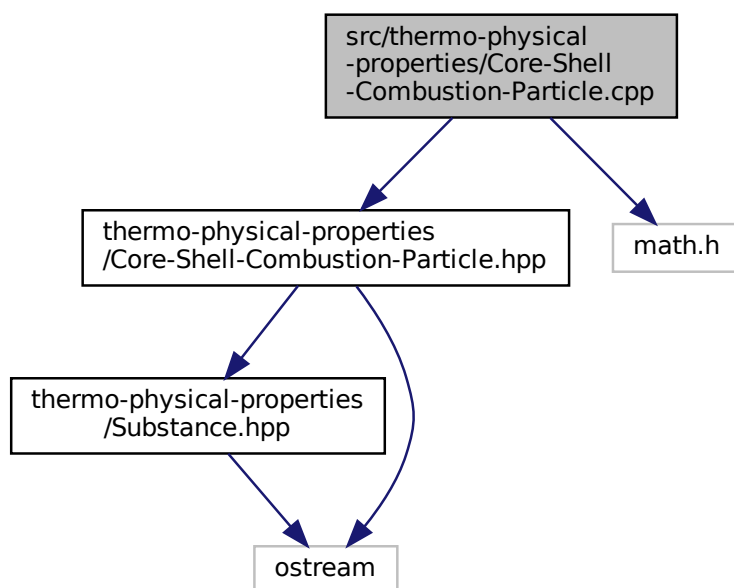 src/thermo-physical
-properties/Core-Shell
-Combustion-Particle.cpp
thermo-physical-properties
/Core-Shell-Combustion-Particle.hpp
math.h
thermo-physical-properties
/Substance.hpp
ostream